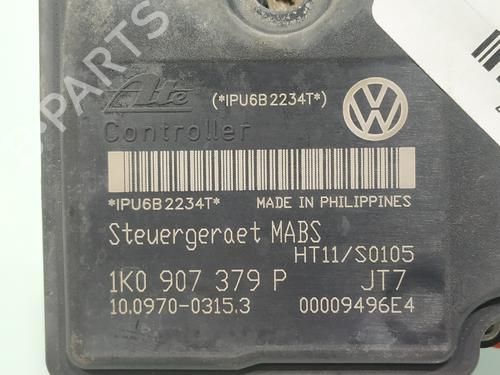 PARTS
Ate
(*IPU6B2234T*)
Controller
*IPU6B2234T*
MADE IN PHILIPPINES
Steuergeraet MABS
HT11/S0105
1K0 907 379 P
JT7
10.0970-0315.3
00009496E4